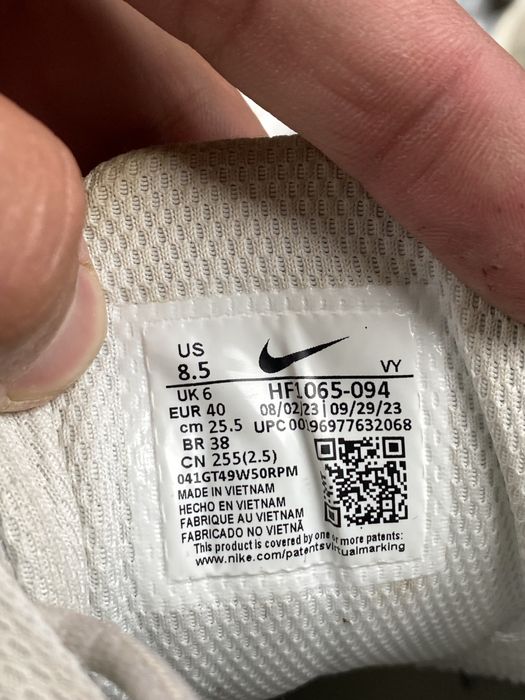 US
8.5
VY
UK 6
HF1065-094
EUR 40
08/02/23 | 09/29/23
cm 25.5
UPC 00196977632068
BR 38
CN 255(2.5)
041GT49W50RPM
MADE IN VIETNAM
HECHO EN VIETNAM
FABRIQUE AU VIETNAM
FABRICADO NO VIETNÃ
This product is covered by one or more patents:
www.nike.com/patentsvirtualmarking